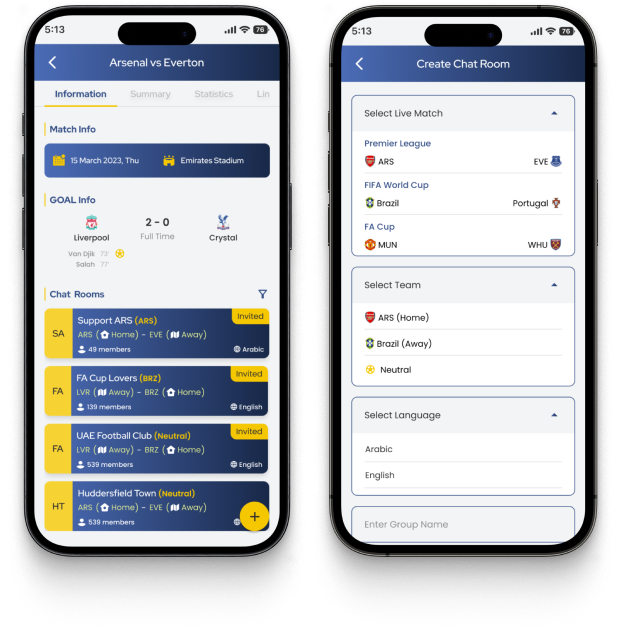 5:13
76
Arsenal vs Everton
Information Summary Statistics Lin
Match Info
15 March 2023, Thu Emirates Stadium
GOAL Info
Liverpool
2 - 0
Full Time
Crystal
Van Djik 73'
Salah 77'
Chat Rooms
SA
Support ARS (ARS)
Invited
ARS ( Home) - EVE ( Away)
49 members
Arabic
FA
FA Cup Lovers (BRZ)
Invited
LVR ( Away) - BRZ ( Home)
139 members
English
FA
UAE Football Club (Neutral)
Invited
LVR ( Away) - BRZ ( Home)
539 members
English
HT
Huddersfield Town (Neutral)
ARS ( Home) - EVE ( Away)
539 members
+
5:13
76
Create Chat Room
Select Live Match
Premier League
ARS EVE
FIFA World Cup
Brazil Portugal
FA Cup
MUN WHU
Select Team
ARS (Home)
Brazil (Away)
Neutral
Select Language
Arabic
English
Enter Group Name